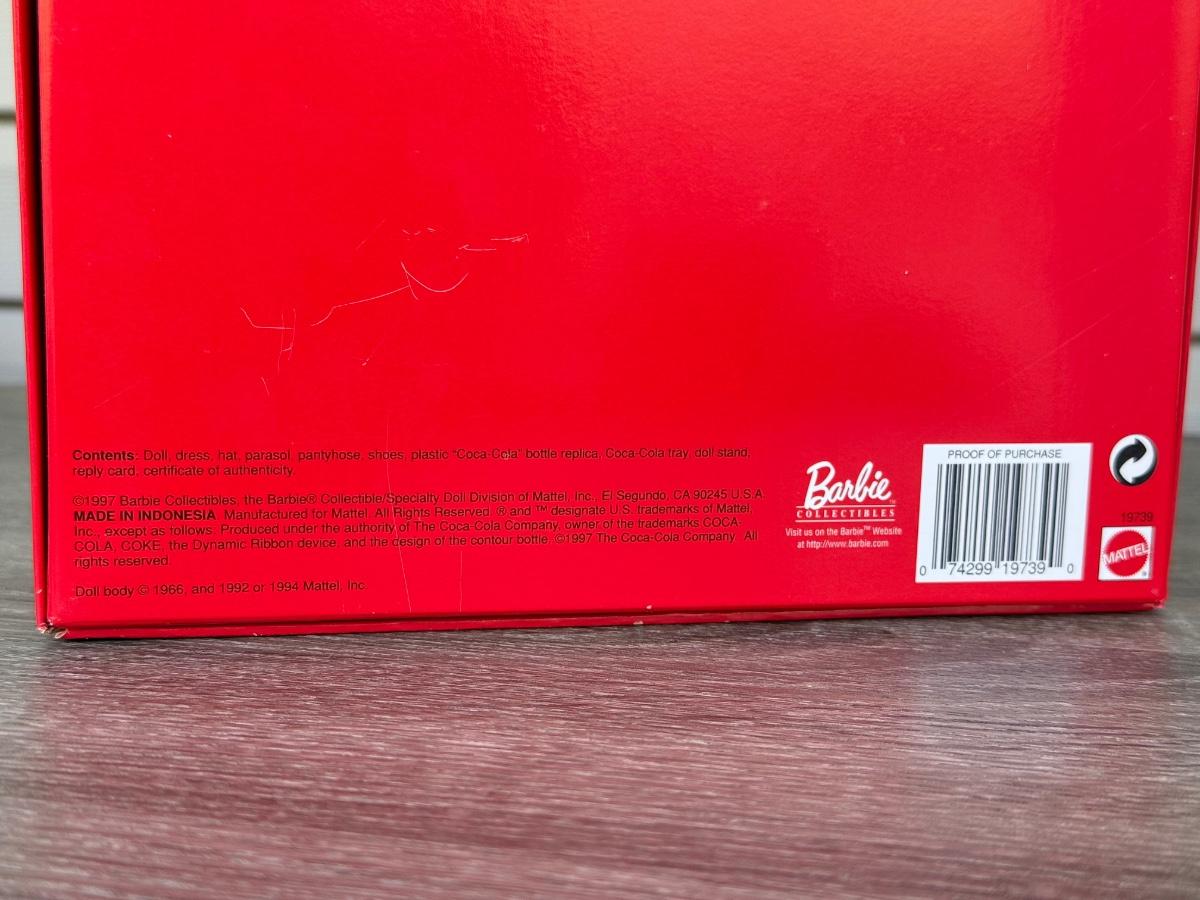 Contents: Doll, dress, hat, parasol, pantyhose, shoes, plastic "Coca-Cola" bottle replica, Coca-Cola tray, doll stand,
reply card, certificate of authenticity.
©1997 Barbie Collectibles, the Barbie® Collectible/Specialty Doll Division of Mattel, Inc., El Segundo, CA 90245 U.S.A.
MADE IN INDONESIA. Manufactured for Mattel. All Rights Reserved. ® and ™ designate U.S. trademarks of Mattel,
Inc., except as follows. Produced under the authority of The Coca-Cola Company, owner of the trademarks COCA-
COLA, COKE, the Dynamic Ribbon device, and the design of the contour bottle. ©1997 The Coca-Cola Company. All
rights reserved.
Doll body © 1966, and 1992 or 1994 Mattel, Inc.
Barbie™
COLLECTIBLES
Visit us on the Barbie™ Website
at http://www.barbie.com
PROOF OF PURCHASE
0 74299 19739 0
19739
MATTEL®